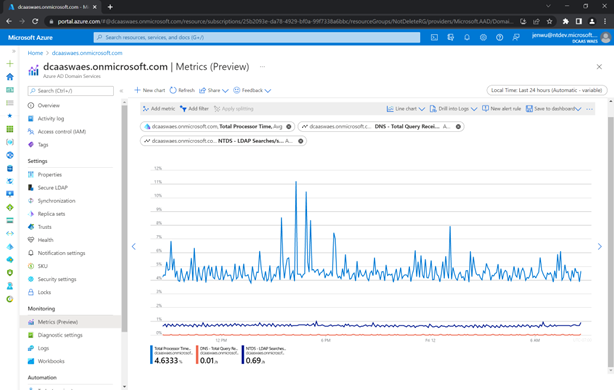 dcaaswaes.onmicrosoft.com | M
portal.azure.com/#@dcaaswaes.onmicrosoft.com/resource/subscriptions/25b2093e-da78-4929-bf0a-99f7338a6bbc/resourceGroups/NotDeleteRG/providers/Microsoft.AAD/Domai...
Incognito
Microsoft Azure
Search resources, services, and docs (G+/)
jenwu@ntdev.microsoft....
DCAAS WAES
Home > dcaaswaes.onmicrosoft.com
dcaaswaes.onmicrosoft.com | Metrics (Preview) ...
Azure AD Domain Services
Search (Ctrl+/)
New chart
Refresh
Share
Feedback
Local Time: Last 24 hours (Automatic - variable)
Overview
Activity log
Access control (IAM)
Tags
Settings
Properties
Secure LDAP
Synchronization
Replica sets
Trusts
Health
Notification settings
SKU
Security settings
Locks
Monitoring
Metrics (Preview)
Diagnostic settings
Logs
Workbooks
Automation
Add metric
Add filter
Apply splitting
Line chart
Drill into Logs
New alert rule
Save to dashboard
...
dcaaswaes.onmicrosoft.com, Total Processor Time, Avg
dcaaswaes.onmicrosoft.c... DNS - Total Query Recei... A...
dcaaswaes.onmicrosoft.co... NTDS - LDAP Searches/s... A...
12%
11%
10%
9%
8%
7%
6%
5%
4%
3%
2%
1%
0%
12 PM
6 PM
Fri 13
6 AM
Total Processor Time...
dcaaswaes.onmicrosof...
4.6333%
DNS - Total Query Re...
dcaaswaes.onmicrosof...
0.01/s
NTDS - LDAP Searches...
dcaaswaes.onmicrosof...
0.69/s